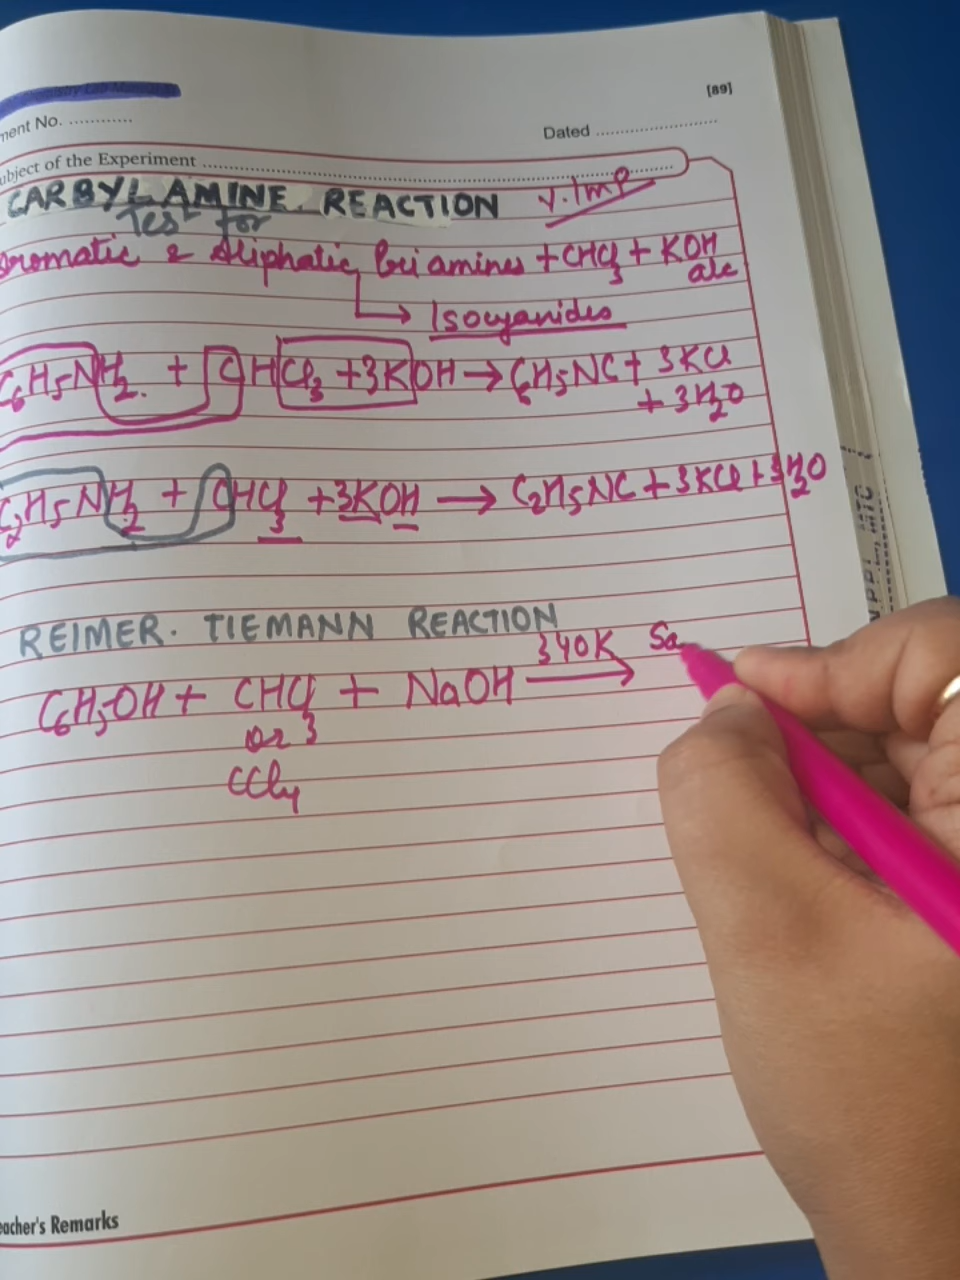 [89]
ment No. ............
Dated ........................
ubject of the Experiment ........................
CARBYLAMINE REACTION V.Imp
Test for
Aromatic & Aliphatic pri amines + CHCl3 + KOH alc
Isocyanides
C6H5NH2 + CHCl3 + 3KOH → C6H5NC + 3KCl
+ 3H2O
C2H5NH2 + CHCl3 + 3KOH → C2H5NC + 3KCl + 3H2O
REIMER. TIEMANN REACTION
C6H5OH + CHCl3 + NaOH 340K → Sa
or
CCl4
eacher's Remarks